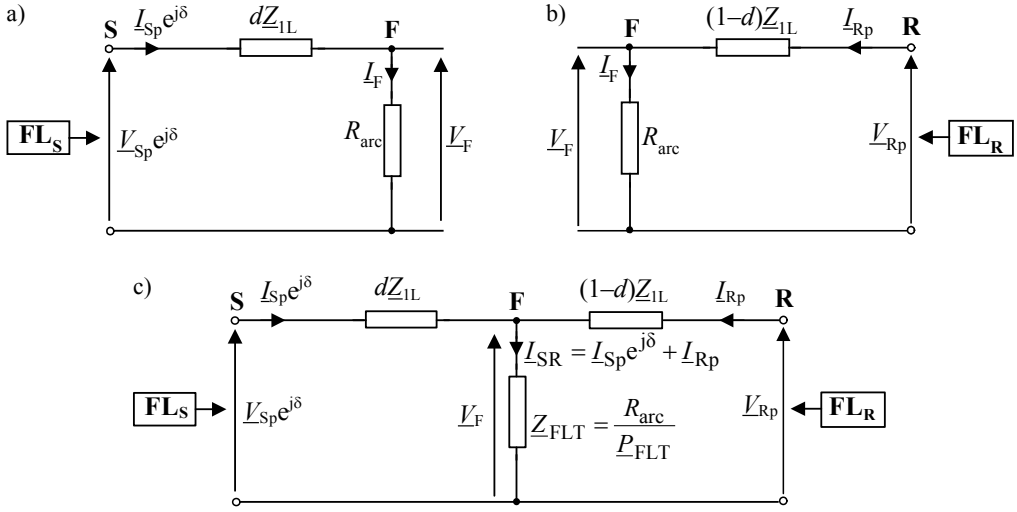 a)
S
I_Sp e^jδ
dZ_1L
F
I_F
FL_S
V_Sp e^jδ
R_arc
V_F
b)
F
(1–d)Z_1L
I_Rp
R
I_F
V_F
R_arc
V_Rp
FL_R
c)
S
I_Sp e^jδ
dZ_1L
F
(1–d)Z_1L
I_Rp
R
I_SR = I_Sp e^jδ + I_Rp
FL_S
V_Sp e^jδ
V_F
Z_FLT = R_arc / P_FLT
V_Rp
FL_R